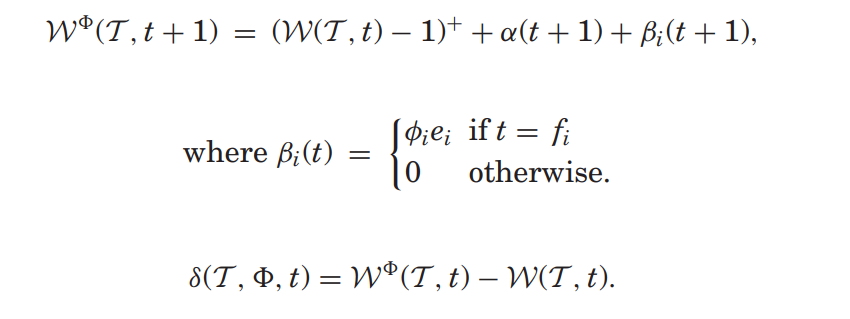 𝒲^Φ(𝒯, t + 1) = (𝒲(𝒯, t) − 1)⁺ + α(t + 1) + β_i(t + 1),
where β_i(t) = { ϕ_i e_i if t = f_i
0 otherwise.
δ(𝒯, Φ, t) = 𝒲^Φ(𝒯, t) − 𝒲(𝒯, t).